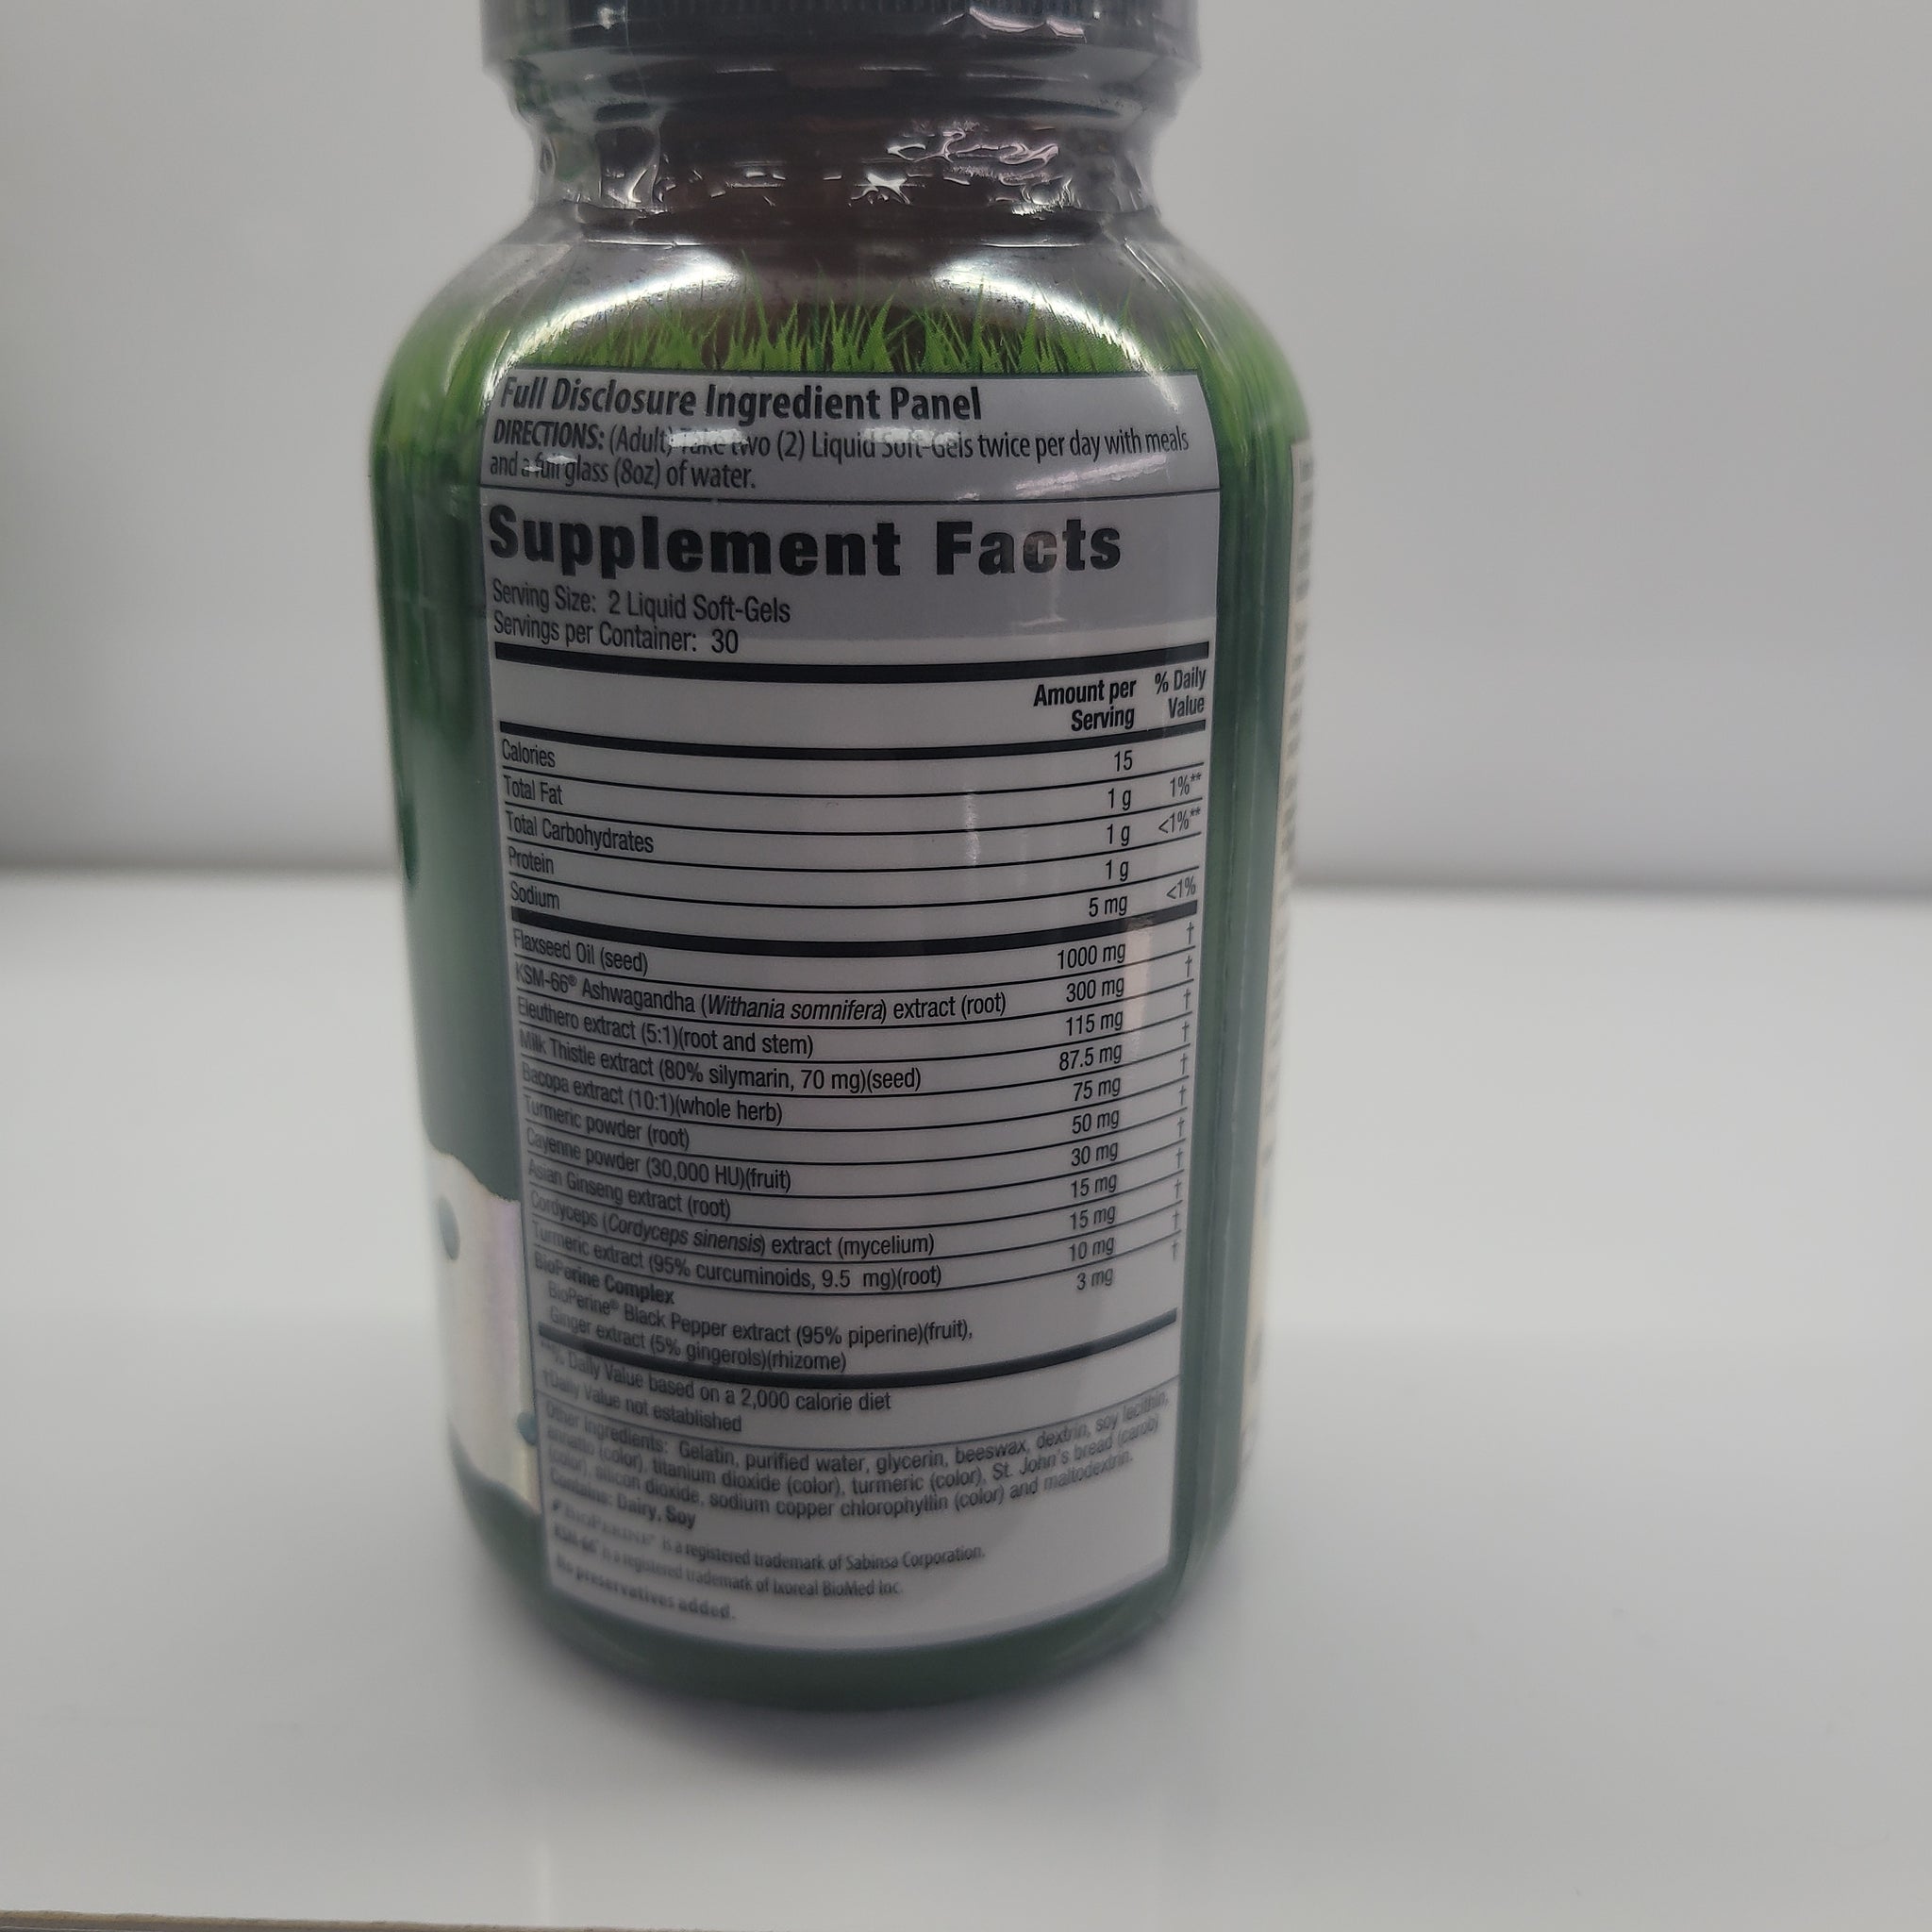 Full Disclosure Ingredient Panel
DIRECTIONS: (Adult) Take two (2) Liquid Soft-Gels twice per day with meals
and a full glass (8oz) of water.
Supplement Facts
Serving Size: 2 Liquid Soft-Gels
Servings per Container: 30
Amount per Serving % Daily Value
Calories 15
Total Fat 1 g 1%**
Total Carbohydrates 1 g <1%**
Protein 1 g
Sodium 5 mg <1%
Flaxseed Oil (seed) 1000 mg †
KSM-66® Ashwagandha (Withania somnifera) extract (root) 300 mg †
Eleuthero extract (5:1)(root and stem) 115 mg †
Milk Thistle extract (80% silymarin, 70 mg)(seed) 87.5 mg †
Bacopa extract (10:1)(whole herb) 75 mg †
Turmeric powder (root) 50 mg †
Cayenne powder (30,000 HU)(fruit) 30 mg †
Asian Ginseng extract (root) 15 mg †
Cordyceps (Cordyceps sinensis) extract (mycelium) 15 mg †
Turmeric extract (95% curcuminoids, 9.5 mg)(root) 10 mg †
BioPerine Complex 3 mg †
BioPerine® Black Pepper extract (95% piperine)(fruit),
Ginger extract (5% gingerols)(rhizome)
**% Daily Value based on a 2,000 calorie diet
†Daily Value not established
Other Ingredients: Gelatin, purified water, glycerin, beeswax, dextrin, soy lecithin,
annatto (color), titanium dioxide (color), turmeric (color), St. John's bread (carob)
(color), silicon dioxide, sodium copper chlorophyllin (color) and maltodextrin.
Contains: Dairy, Soy
BIOPERINE® is a registered trademark of Sabinsa Corporation.
KSM-66® is a registered trademark of Ixoreal BioMed Inc.
No preservatives added.